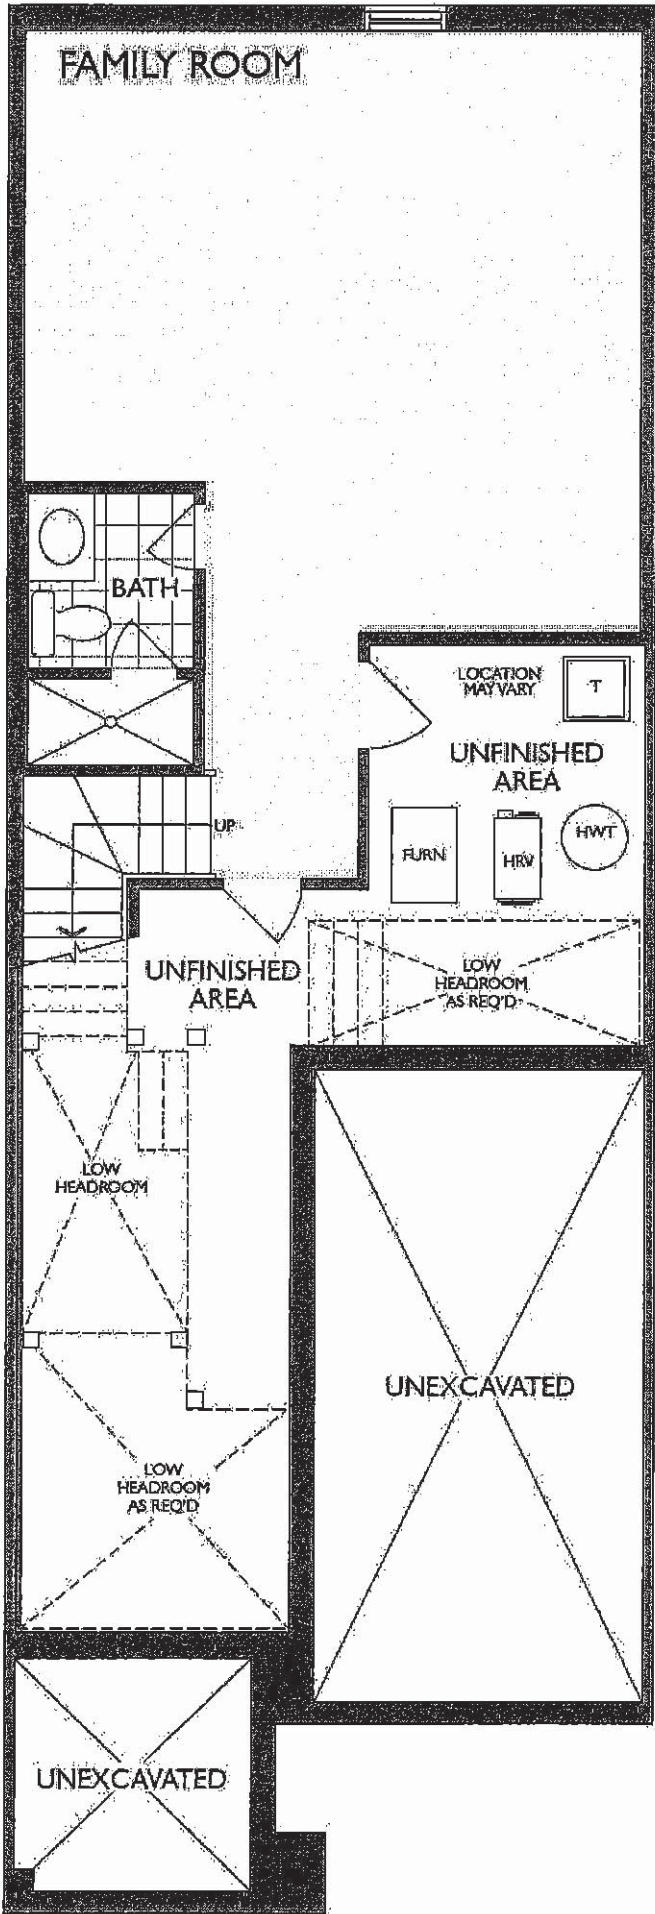 FAMILY ROOM
BATH
LOCATION
MAY VARY
T
UNFINISHED
AREA
UP
FURN
HRV
HWT
UNFINISHED
AREA
LOW
HEADROOM
AS REQ'D
LOW
HEADROOM
UNEXCAVATED
LOW
HEADROOM
AS REQ'D
UNEXCAVATED